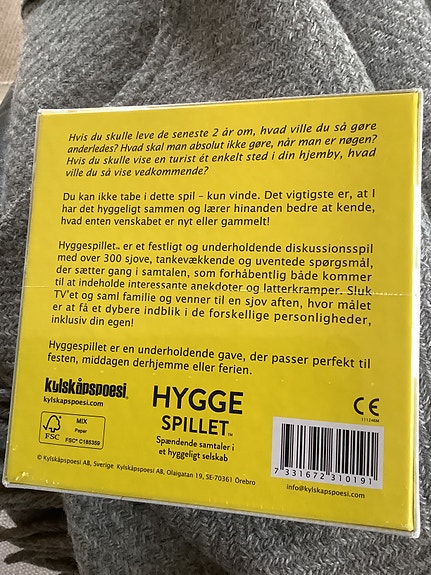 Hvis du skulle leve de seneste 2 år om, hvad ville du så gøre
anderledes? Hvad skal man absolut ikke gøre, når man er nøgen?
Hvis du skulle vise en turist ét enkelt sted i din hjemby, hvad
ville du så vise vedkommende?
Du kan ikke tabe i dette spil – kun vinde. Det vigtigste er, at I
har det hyggeligt sammen og lærer hinanden bedre at kende,
hvad enten venskabet er nyt eller gammelt!
Hyggespillet™ er et festligt og underholdende diskussionsspil
med over 300 sjove, tankevækkende og uventede spørgsmål,
der sætter gang i samtalen, som forhåbentlig både kommer
til at indeholde interessante anekdoter og latterkramper. Sluk
TV'et og saml familie og venner til en sjov aften, hvor målet
er at få et dybere indblik i de forskellige personligheder,
inklusiv din egen!
Hyggespillet er en underholdende gave, der passer perfekt til
festen, middagen derhjemme eller ferien.
kylskåpspoesi®
kylskapspoesi.com
FSC
MIX
Paper
FSC® C185359
HYGGE
SPILLET™
Spændende samtaler i
et hyggeligt selskab
CE
7 331672 310191
info@kylskapspoesi.com
© Kylskåpspoesi AB, Sverige Kylskåpspoesi AB, Olaigatan 19, SE-70361 Örebro